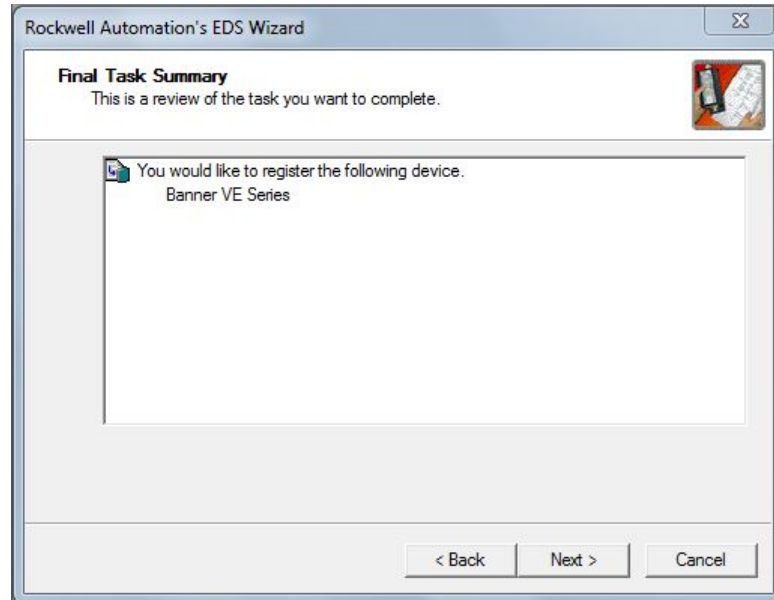 Rockwell Automation's EDS Wizard
Final Task Summary
This is a review of the task you want to complete.
You would like to register the following device.
Banner VE Series
< Back
Next >
Cancel